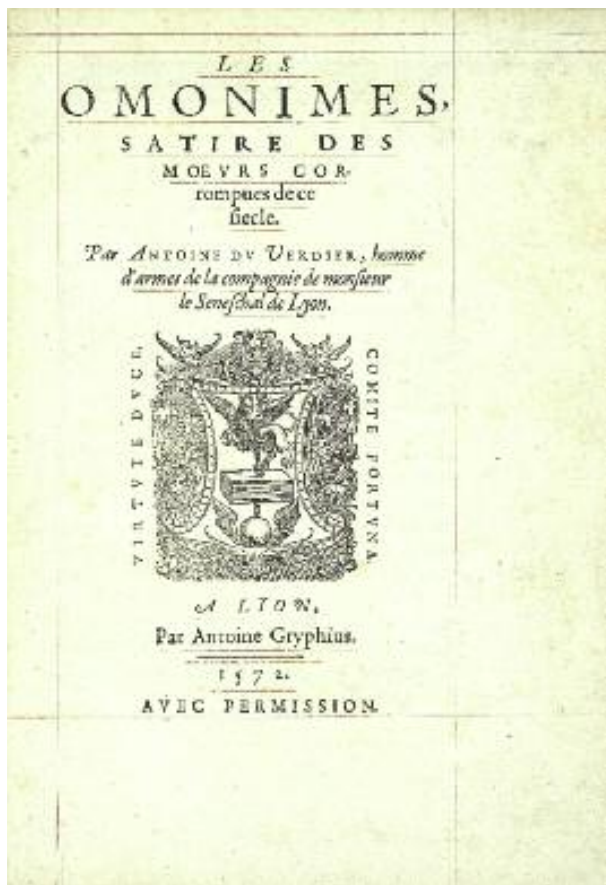 LES
OMONIMES,
SATIRE DES
MOEVRS COR-
rompues de ce
siecle.
Par ANTOINE DV VERDIER, homme
d'armes de la compagnie de monsieur
le Seneschal de Lyon.
VIRTVTE DVCE,
COMITE FORTVNA.
A LYON,
Par Antoine Gryphius.
1572.
AVEC PERMISSION.